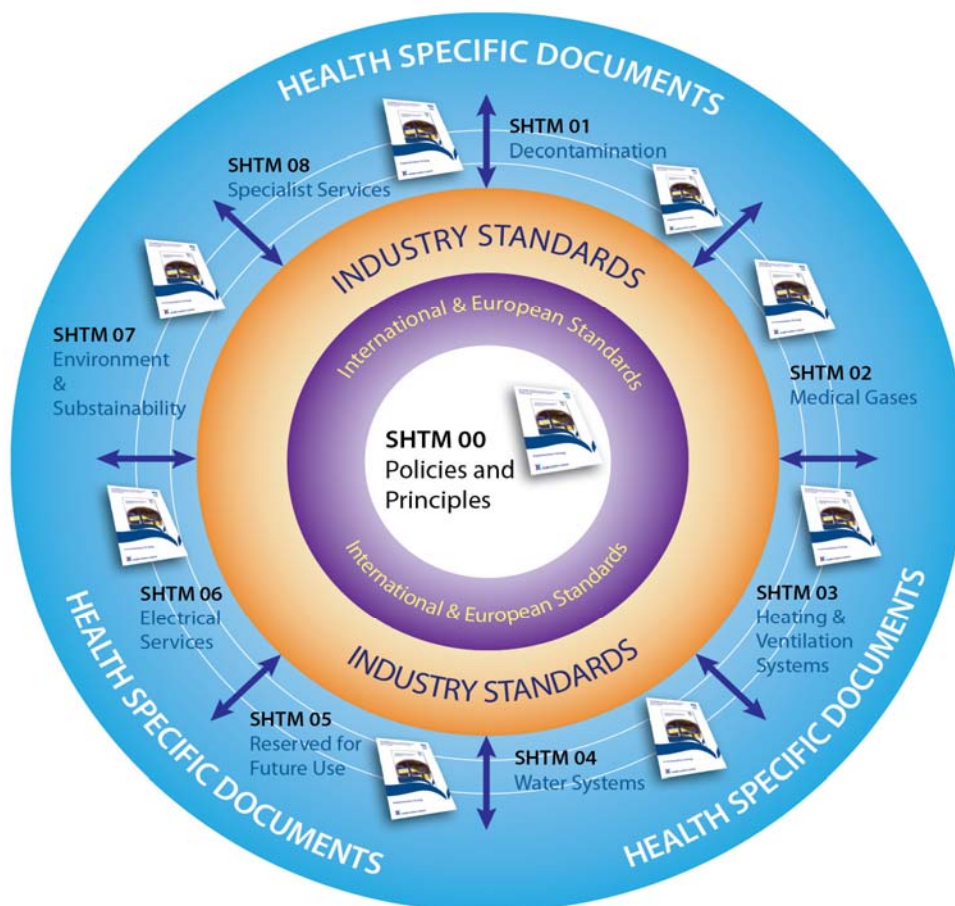 HEALTH SPECIFIC DOCUMENTS
SHTM 01
Decontamination
SHTM 08
Specialist Services
INDUSTRY STANDARDS
International & European Standards
SHTM 07
Environment
&
Substainability
SHTM 02
Medical Gases
SHTM 00
Policies and
Principles
International & European Standards
SHTM 06
Electrical
Services
SHTM 03
Heating &
Ventilation
Systems
INDUSTRY STANDARDS
SHTM 05
Reserved for
Future Use
SHTM 04
Water Systems
HEALTH SPECIFIC DOCUMENTS
HEALTH SPECIFIC DOCUMENTS